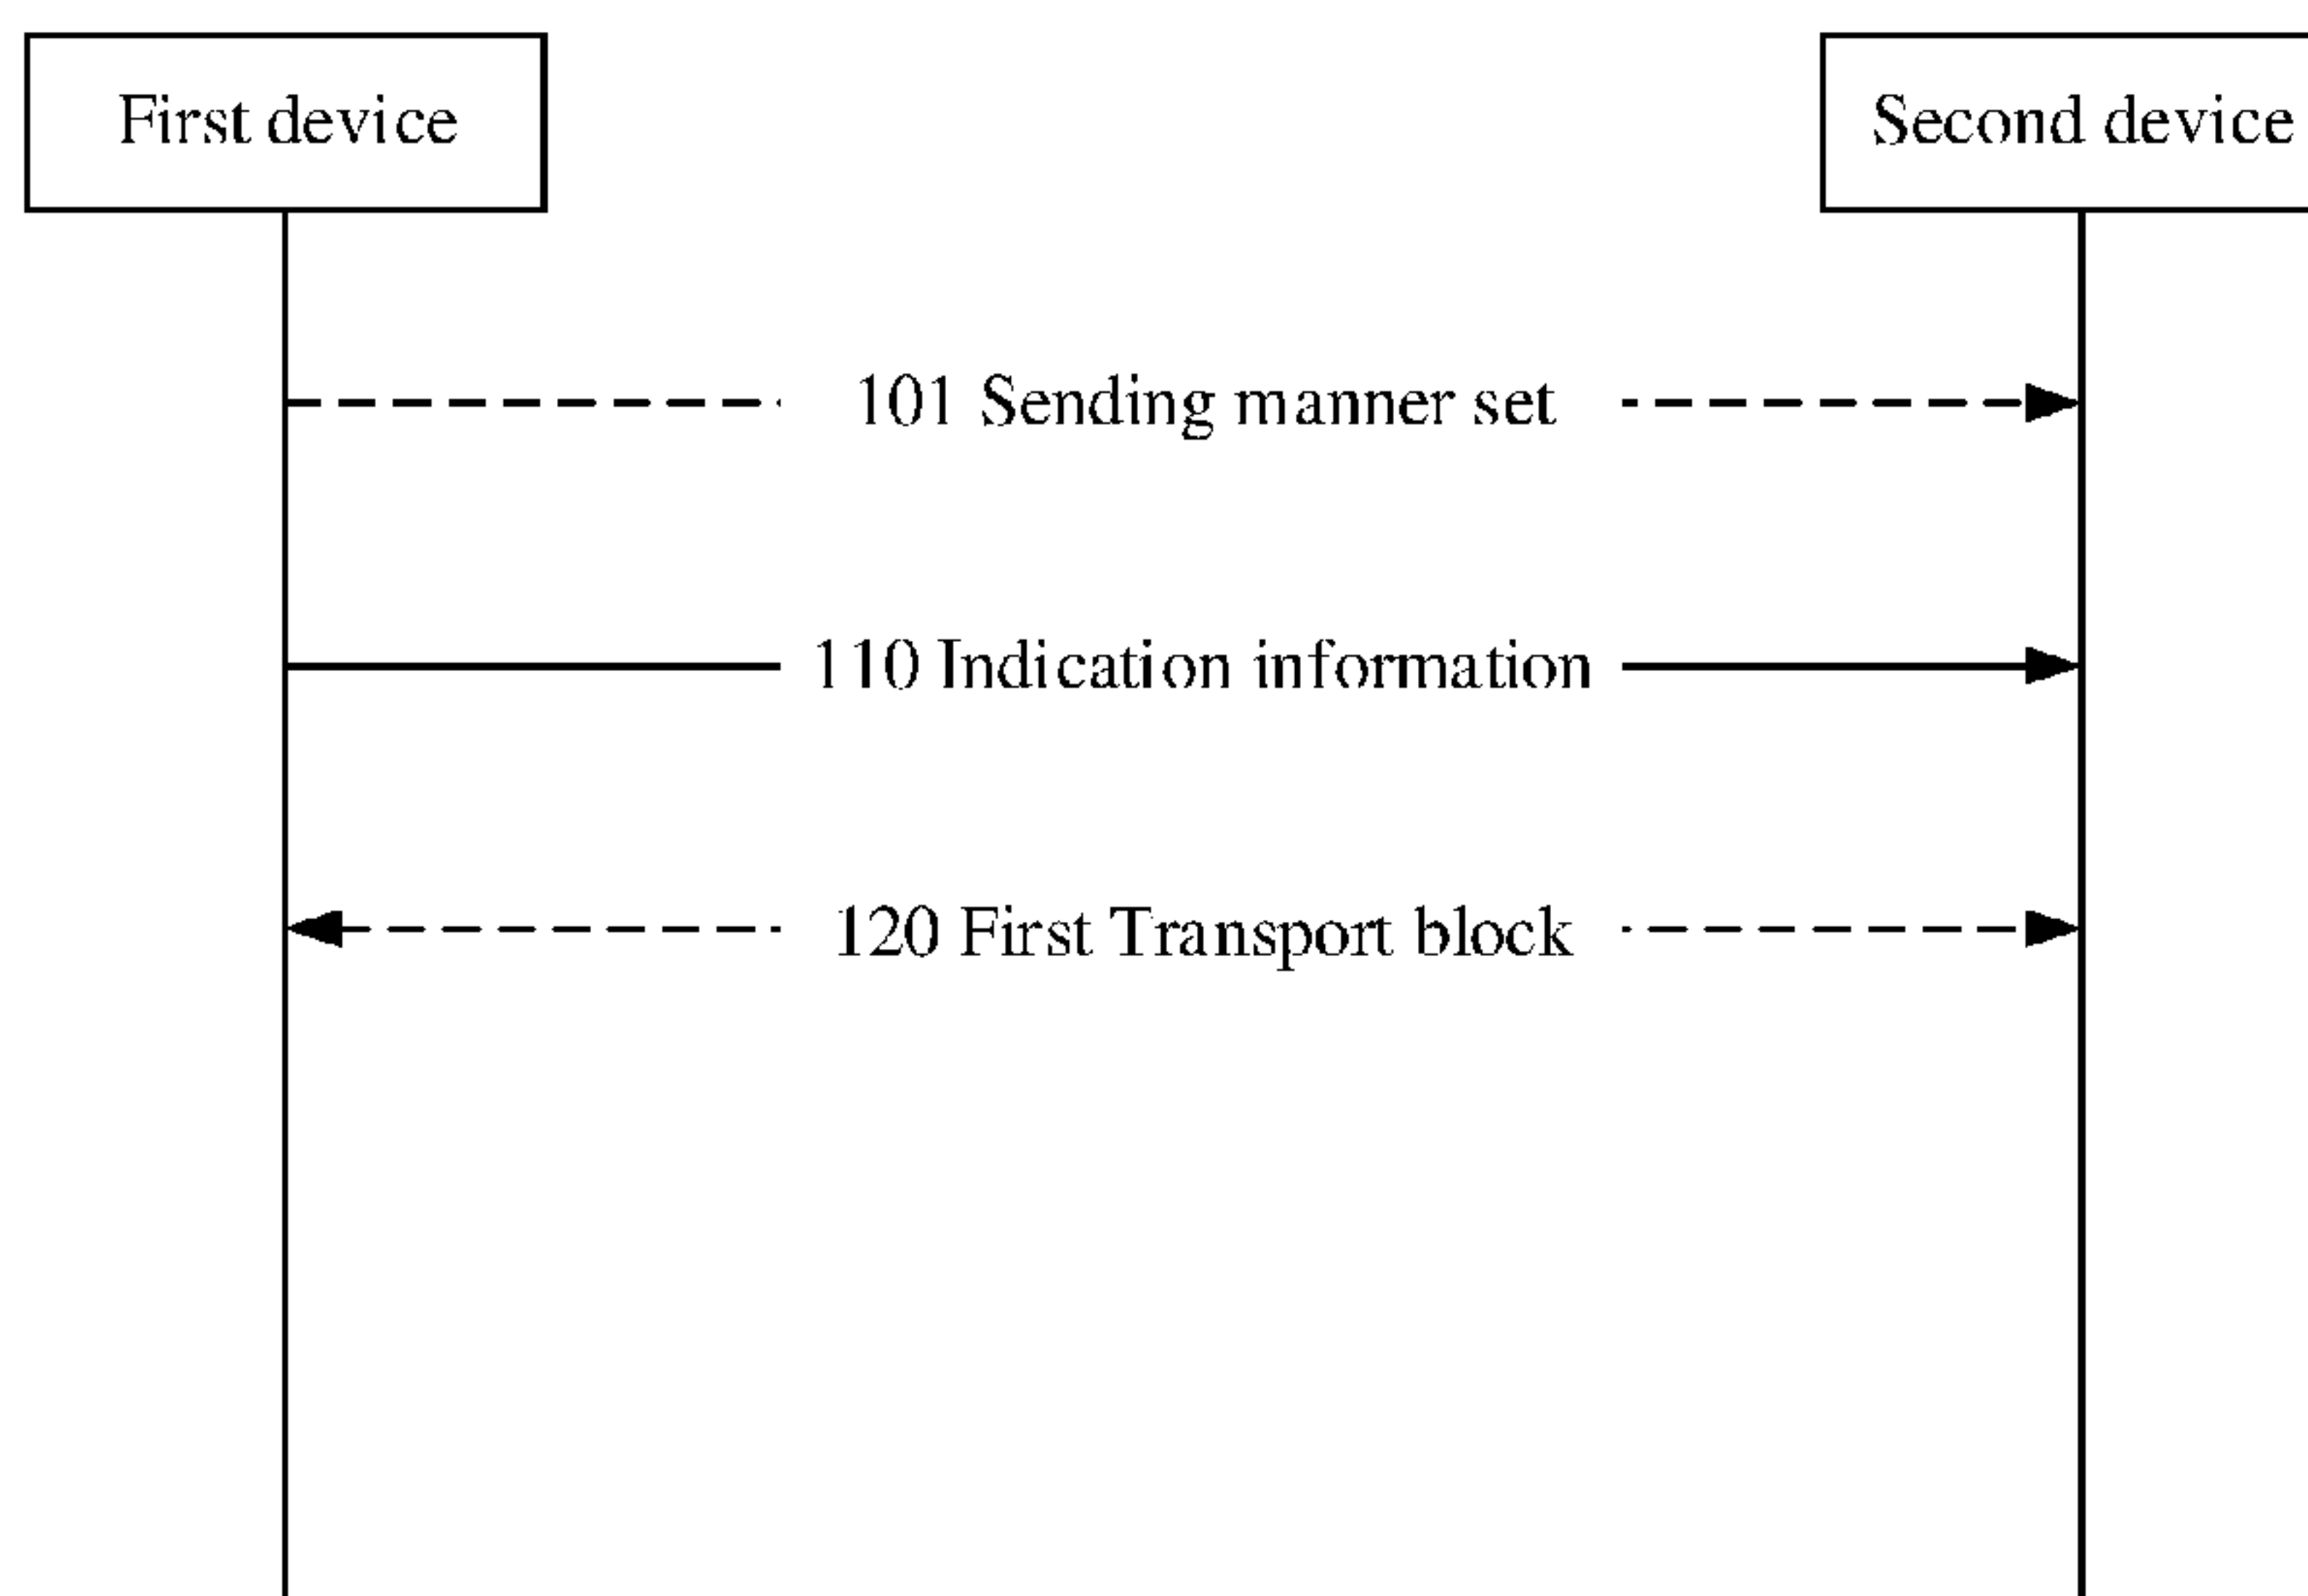 First device
Second device
101 Sending manner set
110 Indication information
120 First Transport block